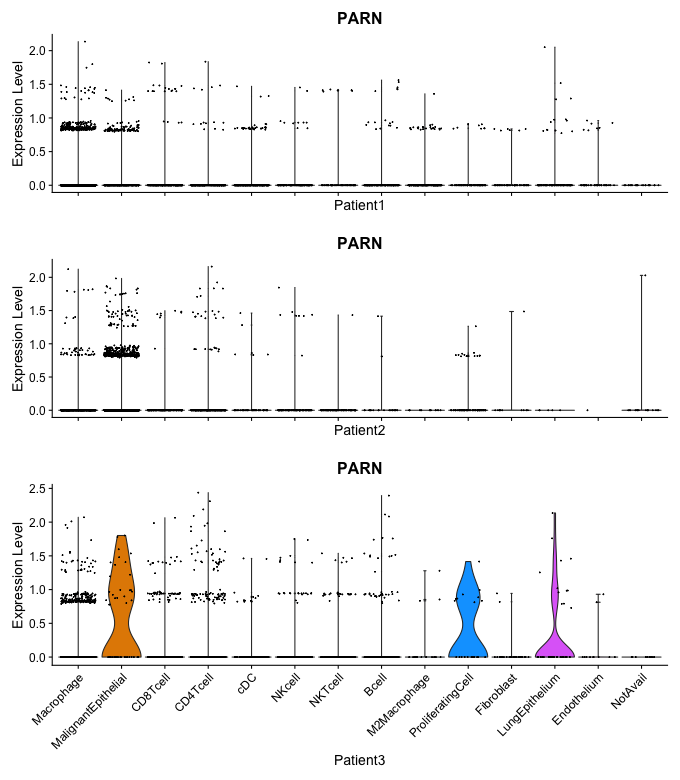 PARN
2.0
1.5
1.0
0.5
0.0
Expression Level
Patient1
PARN
2.0
1.5
1.0
0.5
0.0
Expression Level
Patient2
PARN
2.5
2.0
1.5
1.0
0.5
0.0
Expression Level
Macrophage
MalignantEpithelial
CD8Tcell
CD4Tcell
cDC
NKcell
NKTcell
Bcell
M2Macrophage
ProliferatingCell
Fibroblast
LungEpithelium
Endothelium
NotAvail
Patient3